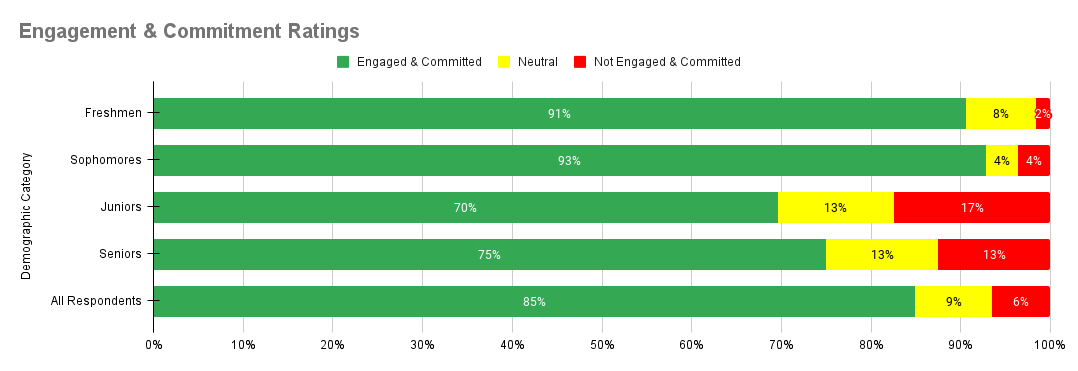 Engagement & Commitment Ratings
Engaged & Committed Neutral Not Engaged & Committed
Demographic Category
Freshmen 91% 8% 2%
Sophomores 93% 4% 4%
Juniors 70% 13% 17%
Seniors 75% 13% 13%
All Respondents 85% 9% 6%
0% 10% 20% 30% 40% 50% 60% 70% 80% 90% 100%